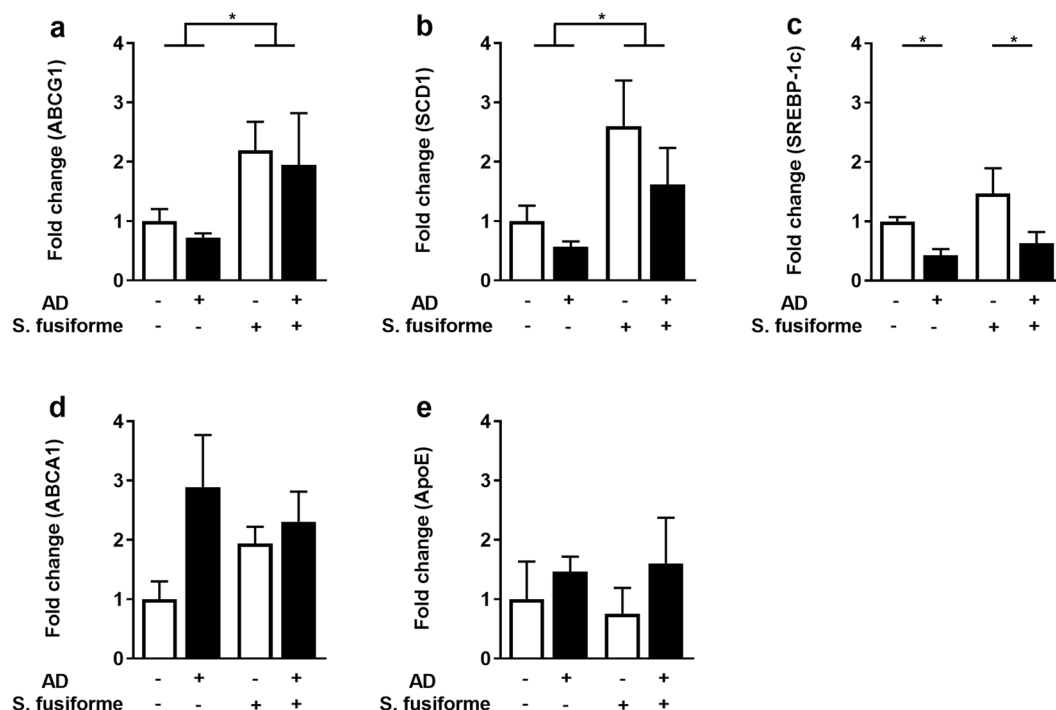 a
*
Fold change (ABCG1)
4
3
2
1
0
AD - + - +
S. fusiforme - - + +
b
*
Fold change (SCD1)
4
3
2
1
0
AD - + - +
S. fusiforme - - + +
c
* *
Fold change (SREBP-1c)
4
3
2
1
0
AD - + - +
S. fusiforme - - + +
d
Fold change (ABCA1)
4
3
2
1
0
AD - + - +
S. fusiforme - - + +
e
Fold change (ApoE)
4
3
2
1
0
AD - + - +
S. fusiforme - - + +